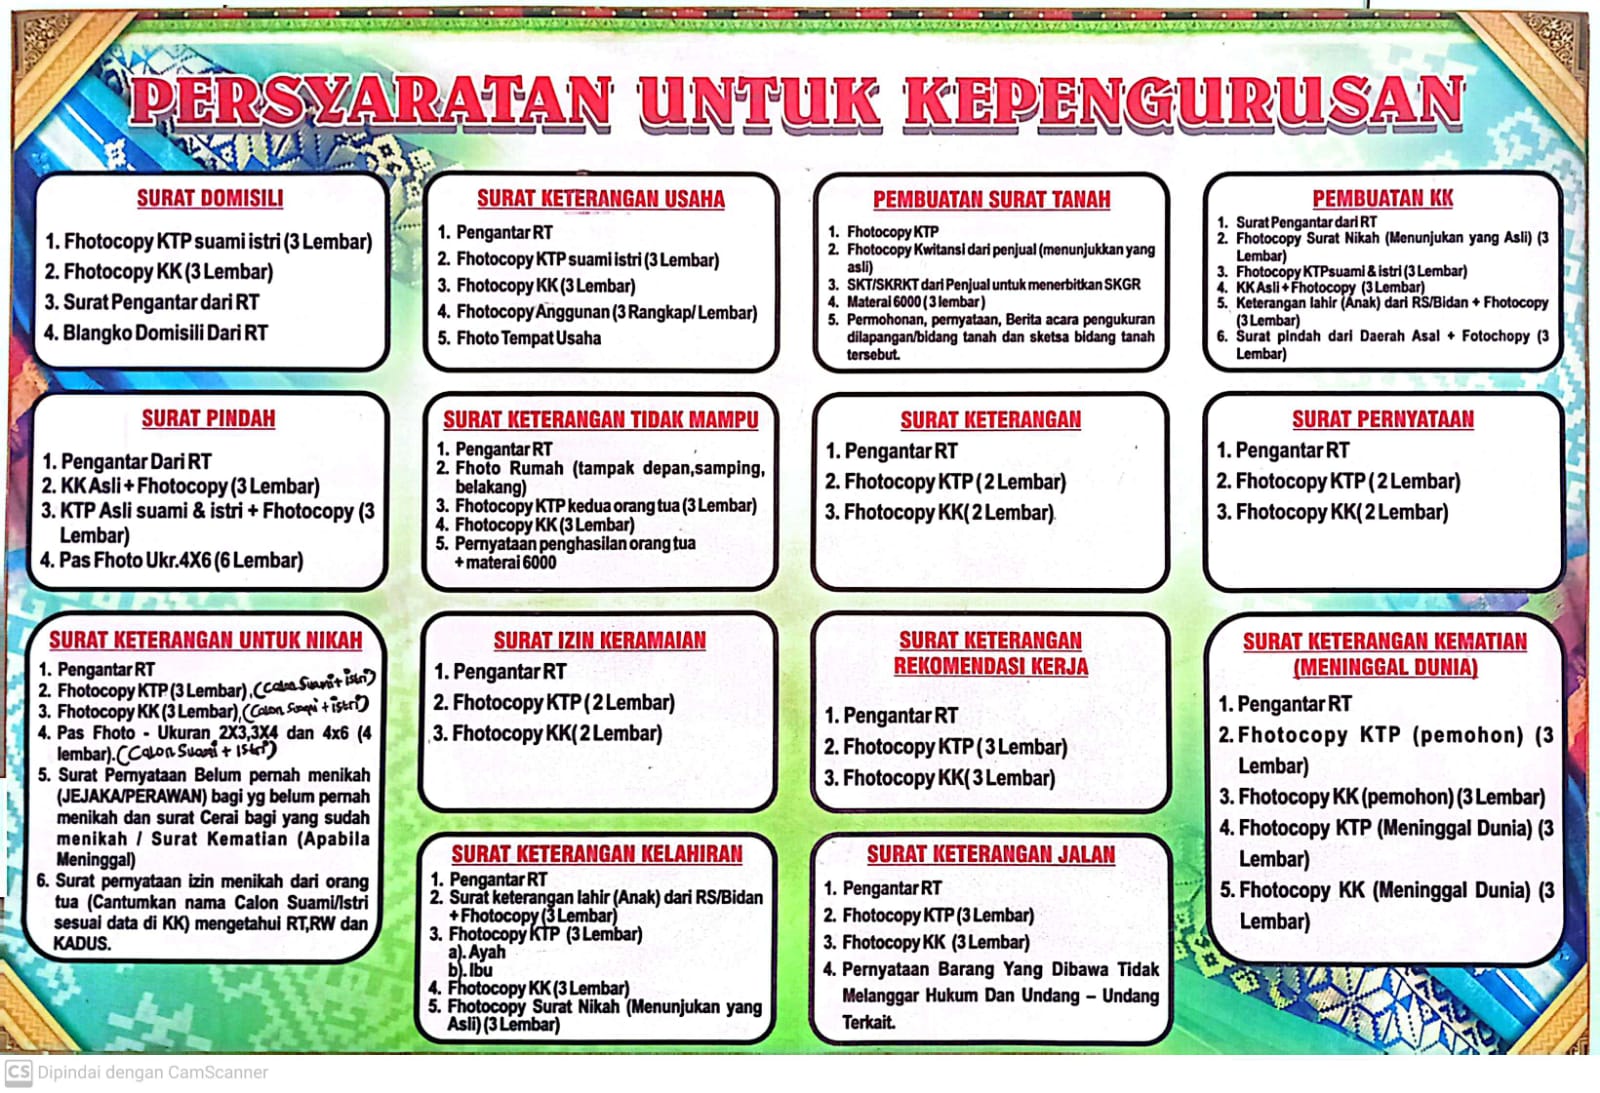 PERSYARATAN UNTUK KEPENGURUSAN
SURAT DOMISILI
1. Fhotocopy KTP suami istri (3 Lembar)
2. Fhotocopy KK (3 Lembar)
3. Surat Pengantar dari RT
4. Blangko Domisili Dari RT
SURAT KETERANGAN USAHA
1. Pengantar RT
2. Fhotocopy KTP suami istri (3 Lembar)
3. Fhotocopy KK (3 Lembar)
4. Fhotocopy Anggunan (3 Rangkap/ Lembar)
5. Fhoto Tempat Usaha
PEMBUATAN SURAT TANAH
1. Fhotocopy KTP
2. Fhotocopy Kwitansi dari penjual (menunjukkan yang
asli)
3. SKT/SKRKT dari Penjual untuk menerbitkan SKGR
4. Materai 6000 (3 lembar)
5. Permohonan, pernyataan, Berita acara pengukuran
dilapangan/bidang tanah dan sketsa bidang tanah
tersebut.
PEMBUATAN KK
1. Surat Pengantar dari RT
2. Fhotocopy Surat Nikah (Menunjukan yang Asli) (3
Lembar)
3. Fhotocopy KTPsuami & istri (3 Lembar)
4. KK Asli + Fhotocopy (3 Lembar)
5. Keterangan lahir (Anak) dari RS/Bidan + Fhotocopy
(3 Lembar)
6. Surat pindah dari Daerah Asal + Fotochopy (3
Lembar)
SURAT PINDAH
1. Pengantar Dari RT
2. KK Asli + Fhotocopy (3 Lembar)
3. KTP Asli suami & istri + Fhotocopy (3
Lembar)
4. Pas Fhoto Ukr.4X6 (6 Lembar)
SURAT KETERANGAN TIDAK MAMPU
1. Pengantar RT
2. Fhoto Rumah (tampak depan,samping,
belakang)
3. Fhotocopy KTP kedua orang tua (3 Lembar)
4. Fhotocopy KK (3 Lembar)
5. Pernyataan penghasilan orang tua
+ materai 6000
SURAT KETERANGAN
1. Pengantar RT
2. Fhotocopy KTP ( 2 Lembar)
3. Fhotocopy KK( 2 Lembar)
SURAT PERNYATAAN
1. Pengantar RT
2. Fhotocopy KTP ( 2 Lembar)
3. Fhotocopy KK( 2 Lembar)
SURAT KETERANGAN UNTUK NIKAH
1. Pengantar RT
2. Fhotocopy KTP (3 Lembar), (Calon Suami + istri)
3. Fhotocopy KK (3 Lembar), (Calon Suami + istri)
4. Pas Fhoto - Ukuran 2X3,3X4 dan 4x6 (4
lembar). (Calon Suami + Istri)
5. Surat Pernyataan Belum pernah menikah
(JEJAKA/PERAWAN) bagi yg belum pernah
menikah dan surat Cerai bagi yang sudah
menikah / Surat Kematian (Apabila
Meninggal)
6. Surat pernyataan izin menikah dari orang
tua (Cantumkan nama Calon Suami/Istri
sesuai data di KK) mengetahui RT,RW dan
KADUS.
SURAT IZIN KERAMAIAN
1. Pengantar RT
2. Fhotocopy KTP ( 2 Lembar)
3. Fhotocopy KK( 2 Lembar)
SURAT KETERANGAN
REKOMENDASI KERJA
1. Pengantar RT
2. Fhotocopy KTP ( 3 Lembar)
3. Fhotocopy KK( 3 Lembar)
SURAT KETERANGAN KEMATIAN
(MENINGGAL DUNIA)
1. Pengantar RT
2. Fhotocopy KTP (pemohon) (3
Lembar)
3. Fhotocopy KK (pemohon) (3 Lembar)
4. Fhotocopy KTP (Meninggal Dunia) (3
Lembar)
5. Fhotocopy KK (Meninggal Dunia) (3
Lembar)
SURAT KETERANGAN KELAHIRAN
1. Pengantar RT
2. Surat keterangan lahir (Anak) dari RS/Bidan
+ Fhotocopy (3 Lembar)
3. Fhotocopy KTP (3 Lembar)
a). Ayah
b). Ibu
4. Fhotocopy KK (3 Lembar)
5. Fhotocopy Surat Nikah (Menunjukan yang
Asli) (3 Lembar)
SURAT KETERANGAN JALAN
1. Pengantar RT
2. Fhotocopy KTP (3 Lembar)
3. Fhotocopy KK (3 Lembar)
4. Pernyataan Barang Yang Dibawa Tidak
Melanggar Hukum Dan Undang – Undang
Terkait.
CS Dipindai dengan CamScanner